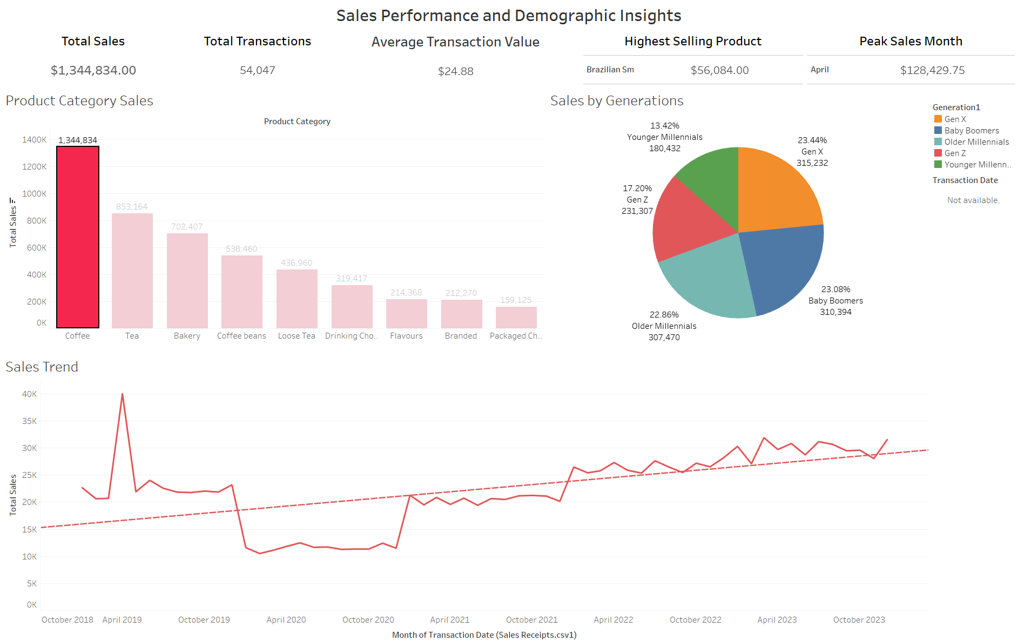 Sales Performance and Demographic Insights
Total Sales
$1,344,834.00
Total Transactions
54,047
Average Transaction Value
$24.88
Highest Selling Product
Brazilian Sm $56,084.00
Peak Sales Month
April $128,429.75
Product Category Sales
Product Category
Total Sales
1400K
1200K
1000K
800K
600K
400K
200K
0K
1,344,834
853,164
702,407
538,460
436,960
319,417
214,368
212,270
159,125
Coffee
Tea
Bakery
Coffee beans
Loose Tea
Drinking Cho..
Flavours
Branded
Packaged Ch..
Sales by Generations
13.42%
Younger Millennials
180,432
23.44%
Gen X
315,232
17.20%
Gen Z
231,307
23.08%
Baby Boomers
310,394
22.86%
Older Millennials
307,470
Generation1
Gen X
Baby Boomers
Older Millennials
Gen Z
Younger Millenn..
Transaction Date
Not available.
Sales Trend
Total Sales
40K
35K
30K
25K
20K
15K
10K
5K
0K
October 2018
April 2019
October 2019
April 2020
October 2020
April 2021
October 2021
April 2022
October 2022
April 2023
October 2023
Month of Transaction Date (Sales Receipts.csv1)